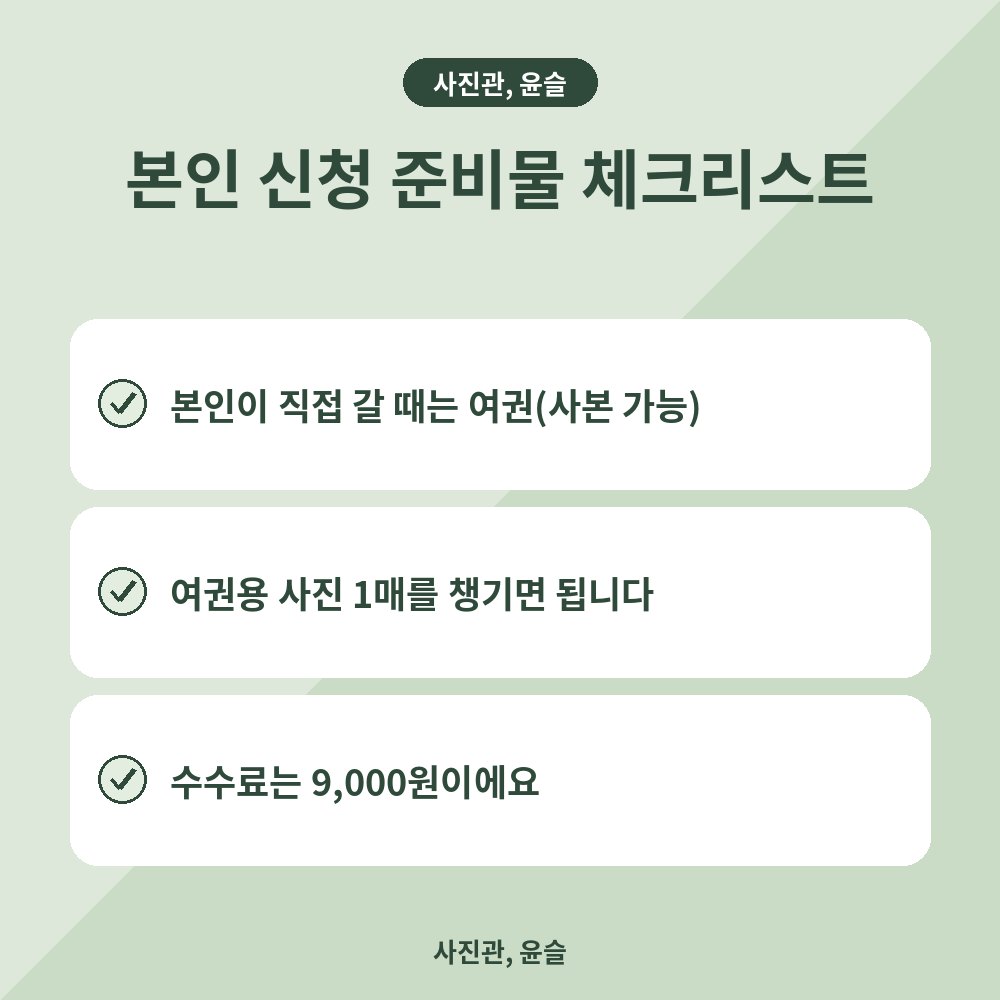 사진관, 윤슬
본인 신청 준비물 체크리스트
본인이 직접 갈 때는 여권(사본 가능)
여권용 사진 1매를 챙기면 됩니다
수수료는 9,000원이에요
사진관, 윤슬